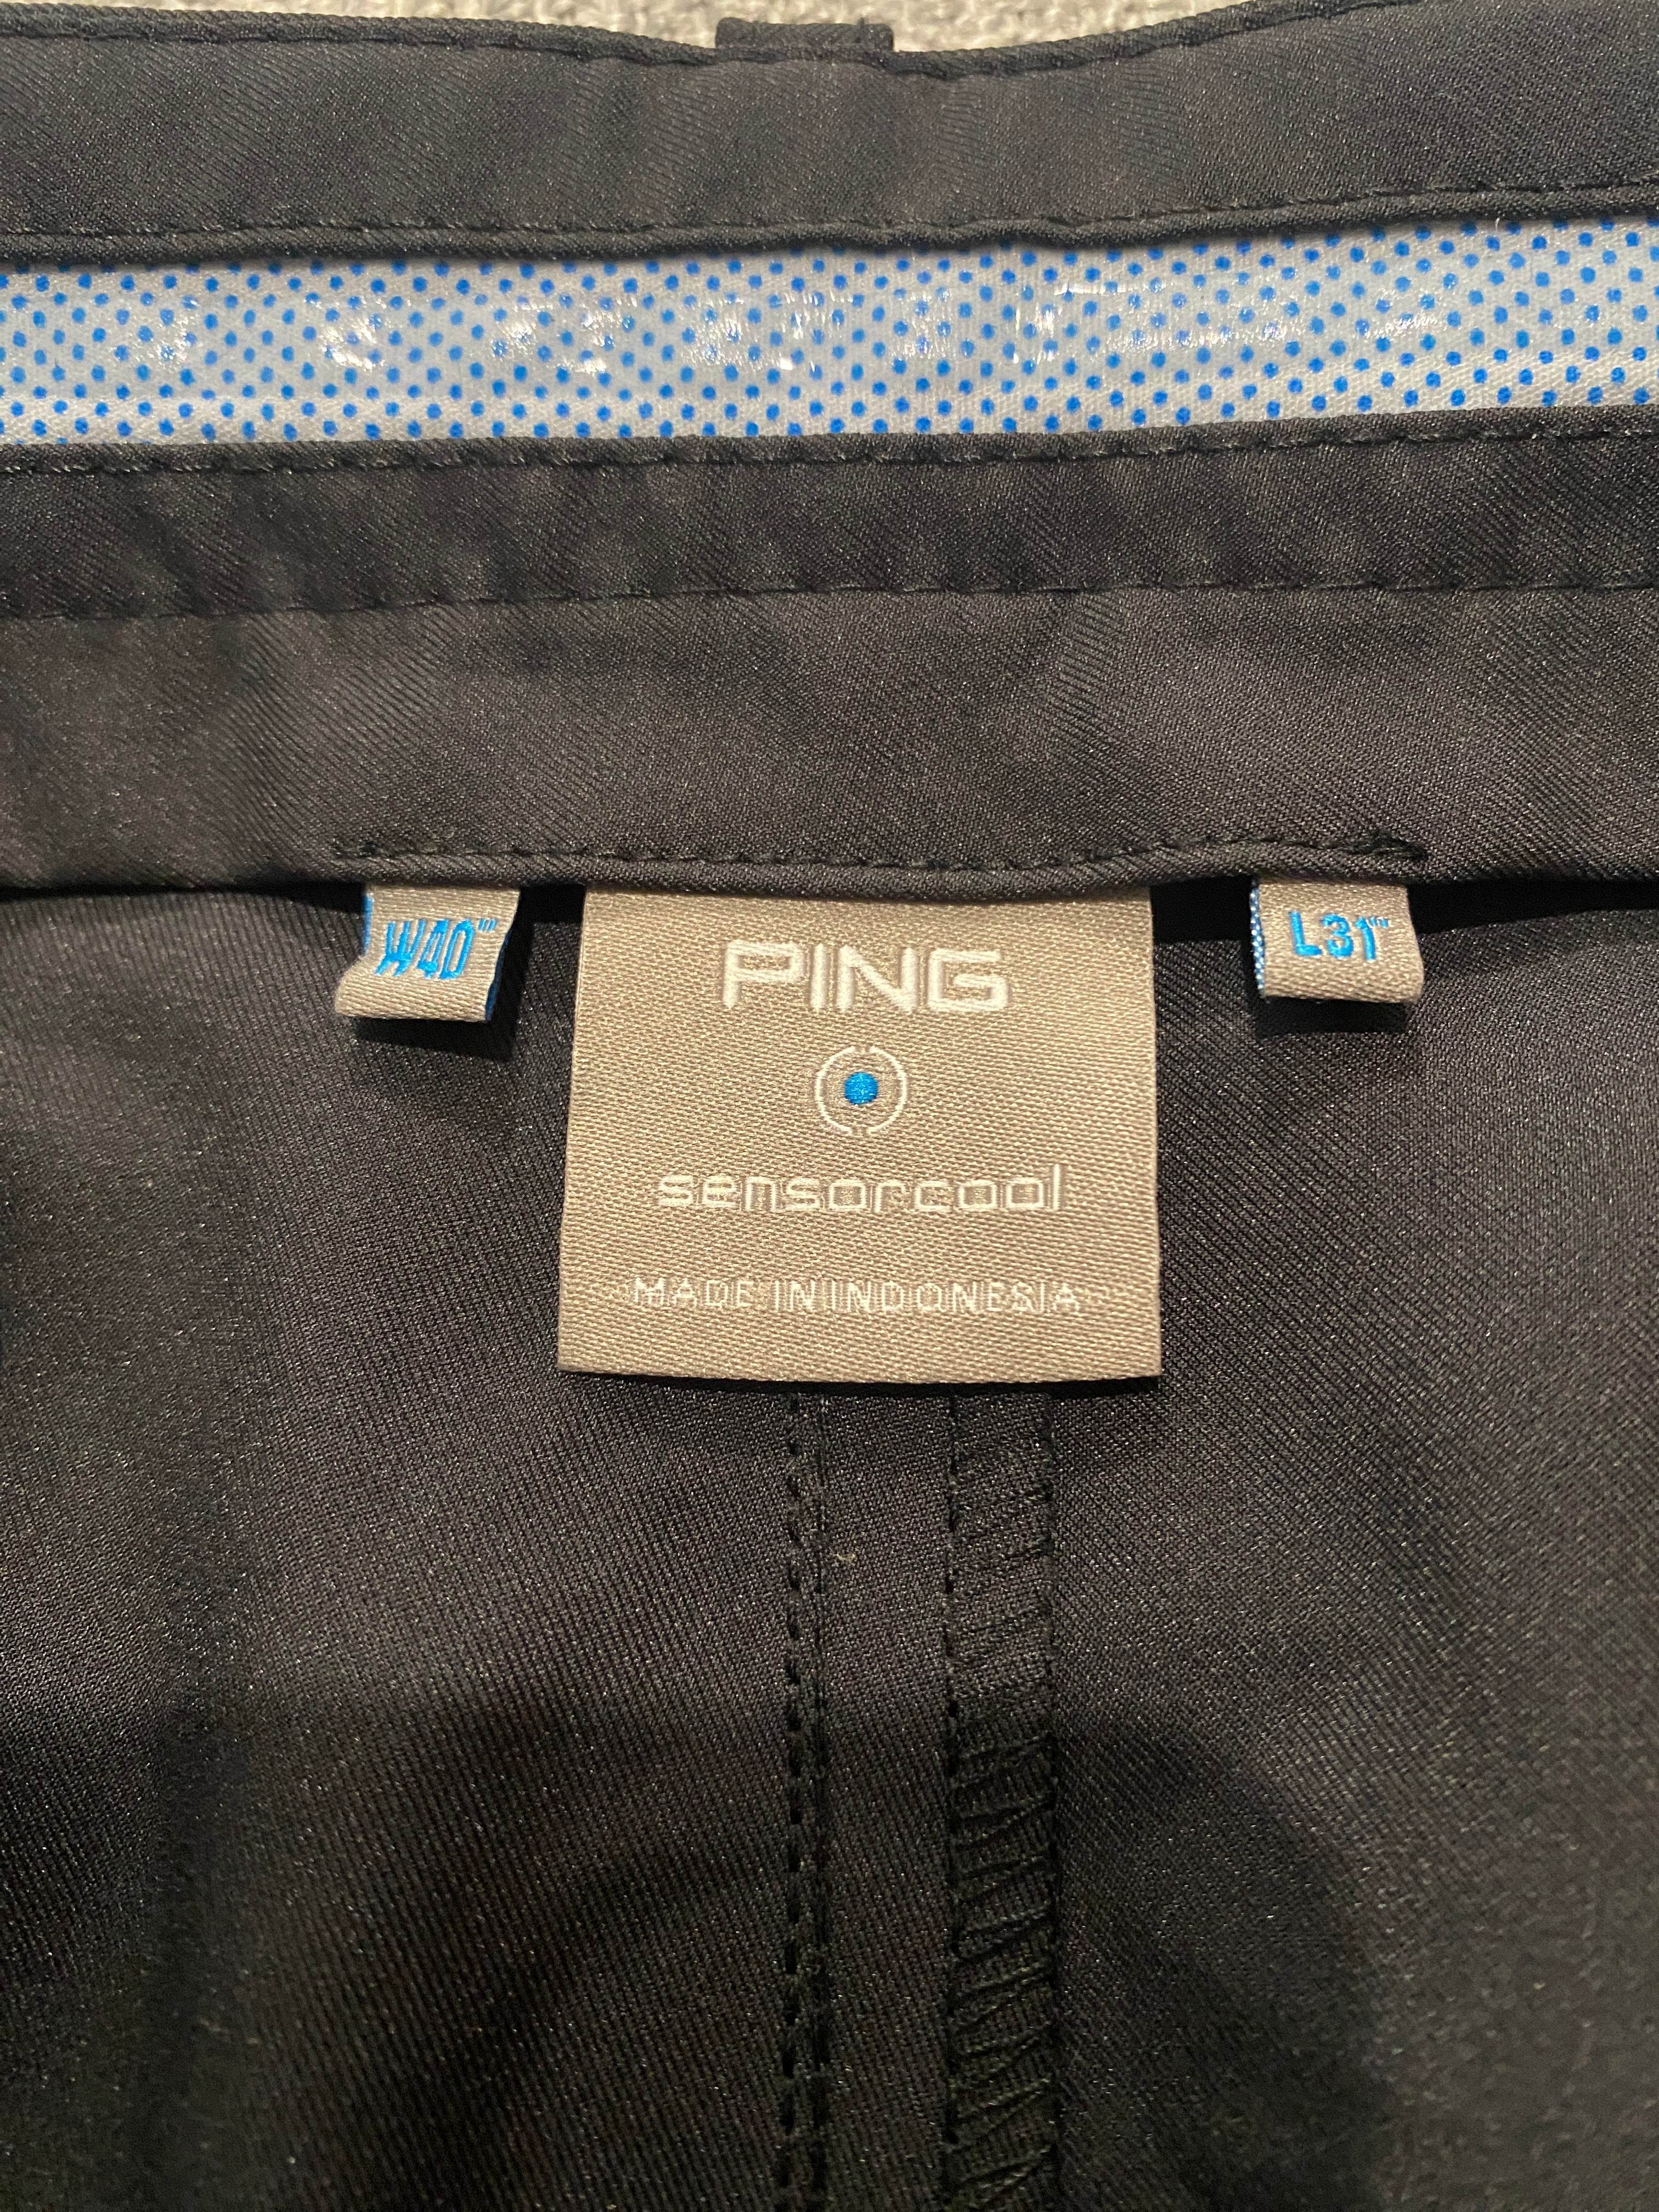 W40"
PING
sensorcool
MADE IN INDONESIA
L31"